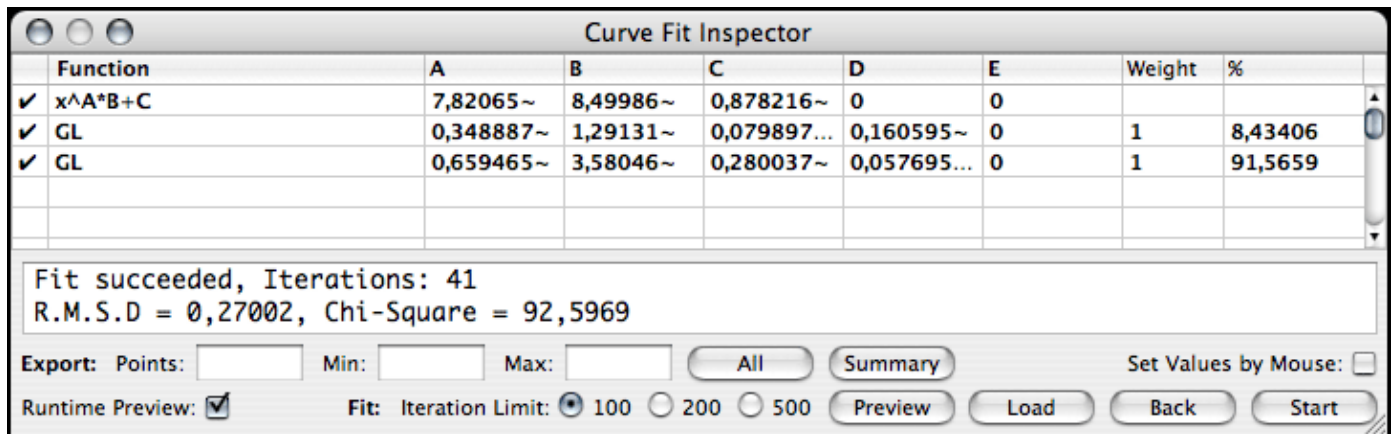 Curve Fit Inspector
Function A B C D E Weight %
✔ x^A*B+C 7,82065~ 8,49986~ 0,878216~ 0 0
✔ GL 0,348887~ 1,29131~ 0,079897... 0,160595~ 0 1 8,43406
✔ GL 0,659465~ 3,58046~ 0,280037~ 0,057695... 0 1 91,5659
Fit succeeded, Iterations: 41
R.M.S.D = 0,27002, Chi-Square = 92,5969
Export: Points: Min: Max: All Summary Set Values by Mouse:
Runtime Preview: Fit: Iteration Limit: 100 200 500 Preview Load Back Start